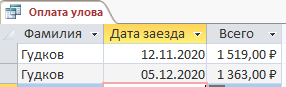 Оплата улова
Фамилия Дата заезда Всего
Гудков 12.11.2020 1 519,00 ₽
Гудков 05.12.2020 1 363,00 ₽